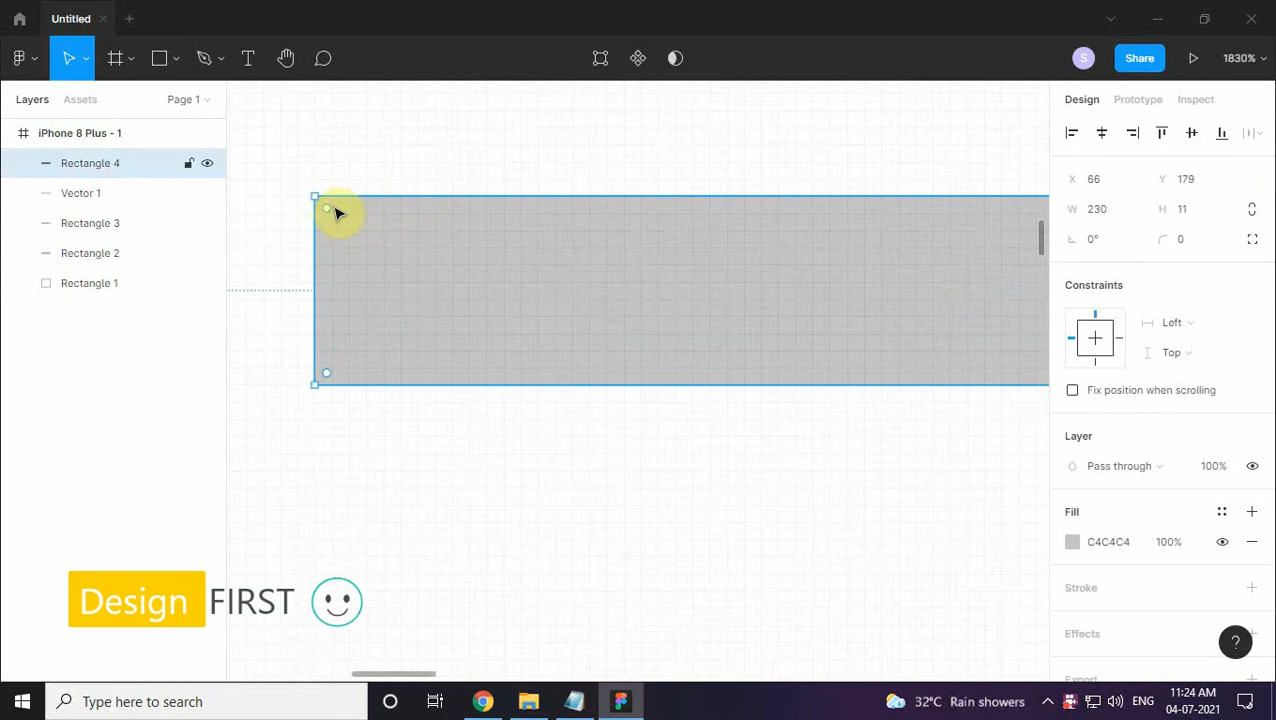 Untitled
Share
1830%
S
Layers
Assets
Page 1
Design
Prototype
Inspect
iPhone 8 Plus - 1
Rectangle 4
Vector 1
Rectangle 3
Rectangle 2
Rectangle 1
X 66 Y 179
W 230 H 11
0° 0
Constraints
Left
Top
Fix position when scrolling
Layer
Pass through 100%
Fill
C4C4C4 100%
Stroke
Effects
Export
?
Design FIRST
Type here to search
32°C Rain showers
ENG
11:24 AM
04-07-2021